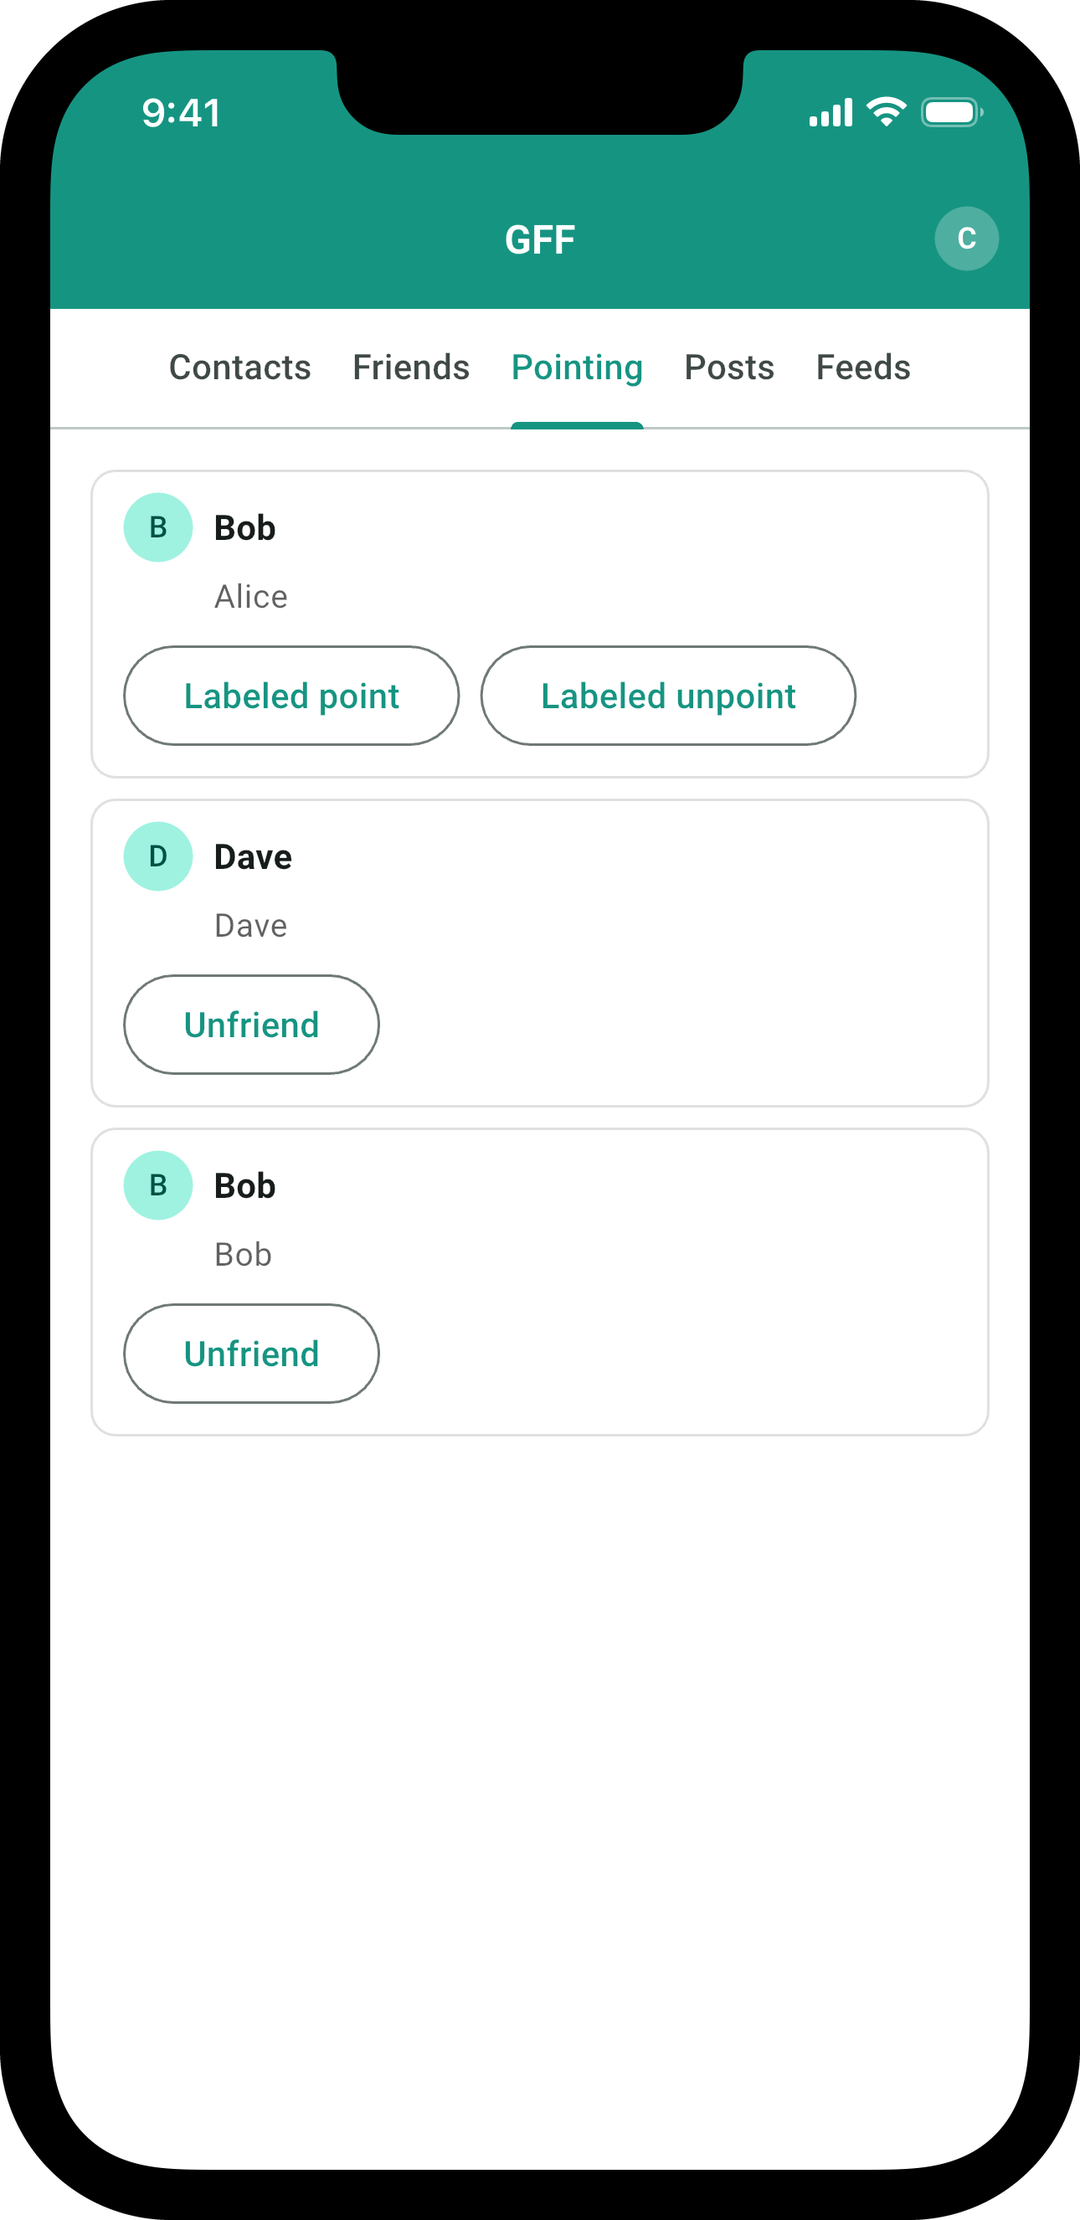 9:41
GFF
C
Contacts Friends Pointing Posts Feeds
B Bob
Alice
Labeled point Labeled unpoint
D Dave
Dave
Unfriend
B Bob
Bob
Unfriend